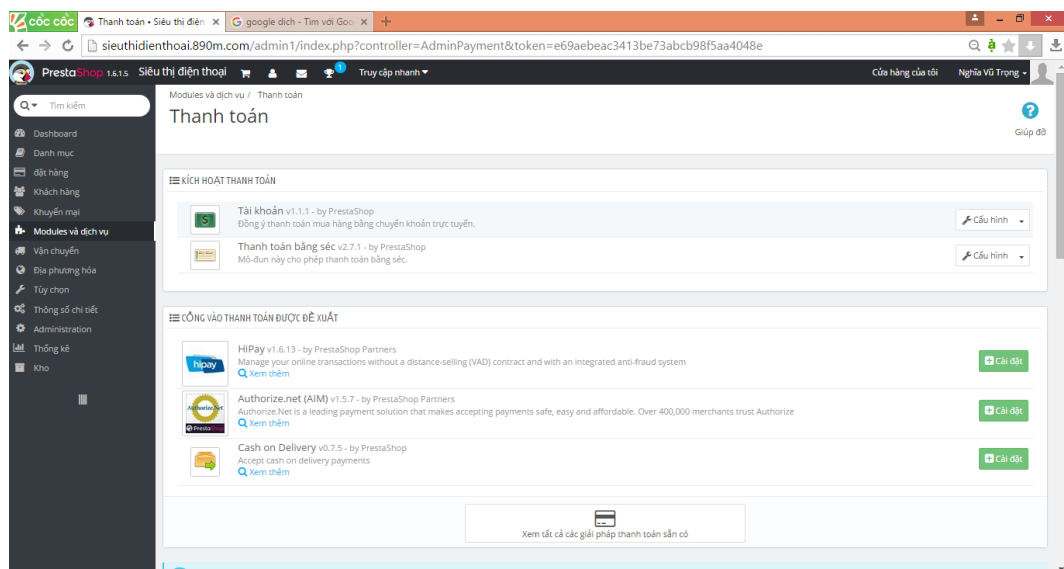 cốc cốc Thanh toán • Siêu thị điện google dich - Tìm với Goo
sieuthidienthoai.890m.com/admin1/index.php?controller=AdminPayment&token=e69aebeac3413be73abcb98f5aa4048e
PrestaShop 1.6.1.5 Siêu thị điện thoại 1 Truy cập nhanh Cửa hàng của tôi Nghĩa Vũ Trọng
Tìm kiếm
Dashboard
Danh mục
đặt hàng
Khách hàng
Khuyến mại
Modules và dịch vụ
Vận chuyển
Địa phương hóa
Tùy chọn
Thông số chi tiết
Administration
Thống kê
Kho
Modules và dịch vụ / Thanh toán
Thanh toán
Giúp đỡ
KÍCH HOẠT THANH TOÁN
Tài khoản v1.1.1 - by PrestaShop
Đồng ý thanh toán mua hàng bằng chuyển khoản trực tuyến.
Cấu hình
Thanh toán bằng séc v2.7.1 - by PrestaShop
Mô-đun này cho phép thanh toán bằng séc.
Cấu hình
CỔNG VÀO THANH TOÁN ĐƯỢC ĐỀ XUẤT
hipay
HiPay v1.6.13 - by PrestaShop Partners
Manage your online transactions without a distance-selling (VAD) contract and with an integrated anti-fraud system
Xem thêm
Cài đặt
Authorize.Net
PrestaShop
Authorize.net (AIM) v1.5.7 - by PrestaShop Partners
Authorize.Net is a leading payment solution that makes accepting payments safe, easy and affordable. Over 400,000 merchants trust Authorize
Xem thêm
Cài đặt
Cash on Delivery v0.7.5 - by PrestaShop
Accept cash on delivery payments
Xem thêm
Cài đặt
Xem tất cả các giải pháp thanh toán sẵn có